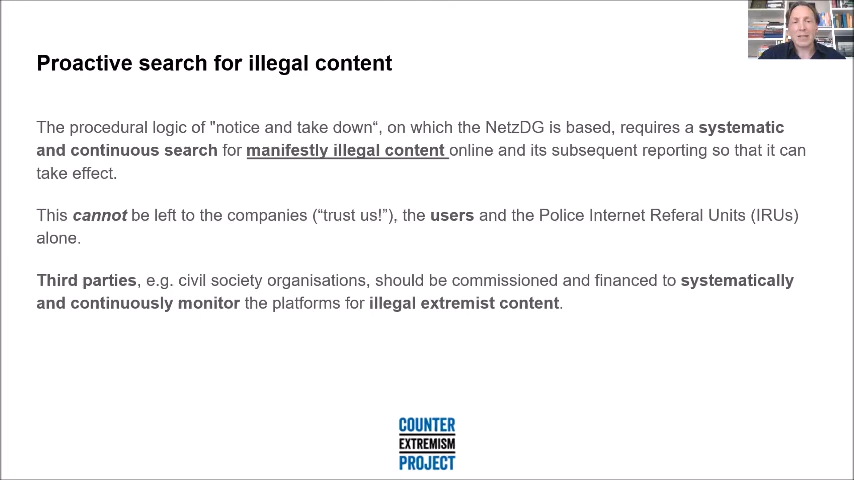 Proactive search for illegal content
The procedural logic of "notice and take down“, on which the NetzDG is based, requires a systematic
and continuous search for manifestly illegal content online and its subsequent reporting so that it can
take effect.
This cannot be left to the companies (“trust us!”), the users and the Police Internet Referal Units (IRUs)
alone.
Third parties, e.g. civil society organisations, should be commissioned and financed to systematically
and continuously monitor the platforms for illegal extremist content.
COUNTER
EXTREMISM
PROJECT